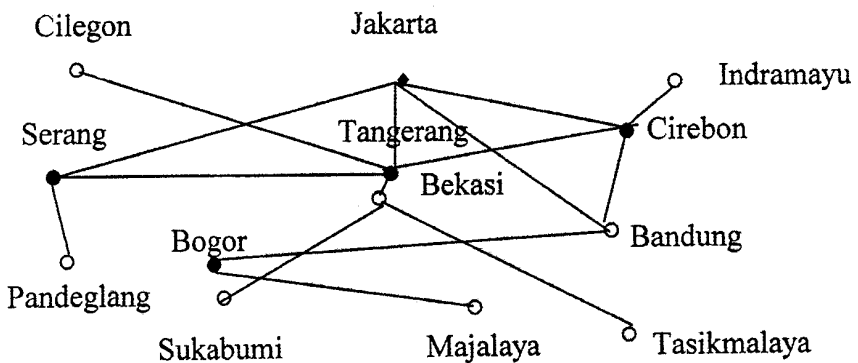 Cilegon
Jakarta
Indramayu
Serang
Tangerang
Cirebon
Bekasi
Bogor
Bandung
Pandeglang
Sukabumi
Majalaya
Tasikmalaya